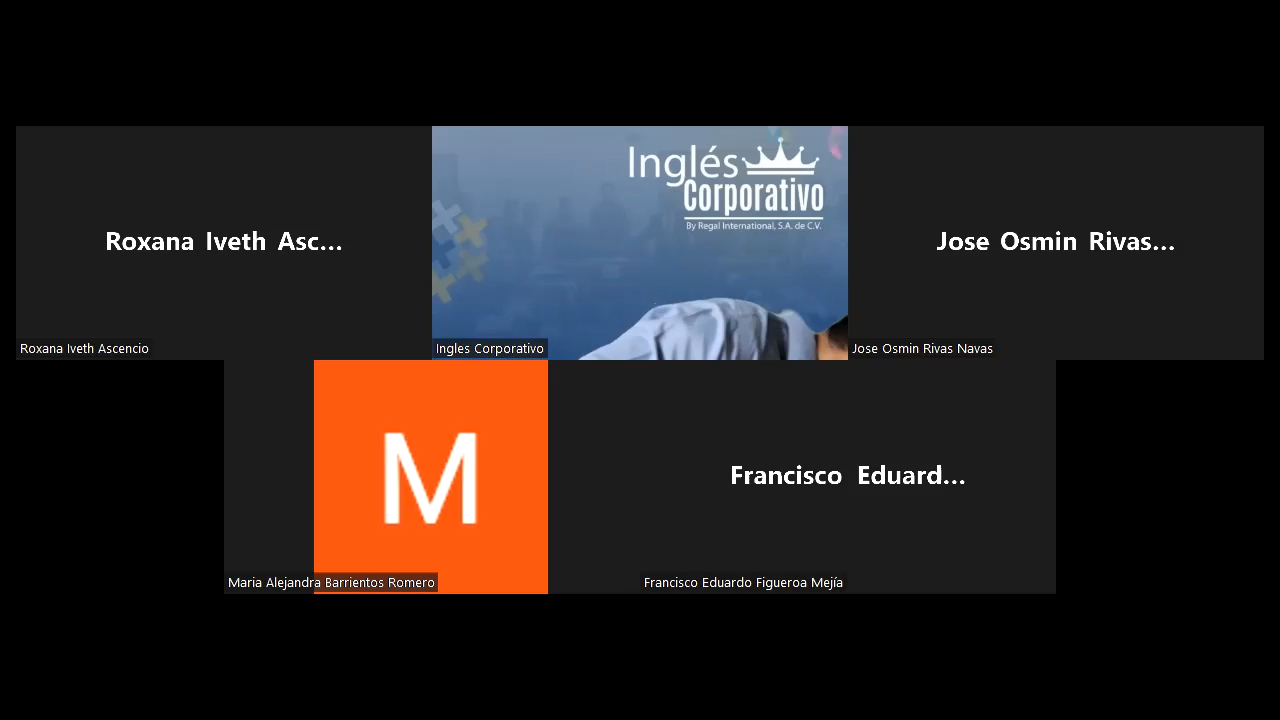 Roxana Iveth Asc...
Roxana Iveth Ascencio
Inglés
Corporativo
By Regal International, S.A. de C.V.
Ingles Corporativo
Jose Osmin Rivas...
Jose Osmin Rivas Navas
M
Maria Alejandra Barrientos Romero
Francisco Eduard...
Francisco Eduardo Figueroa Mejía